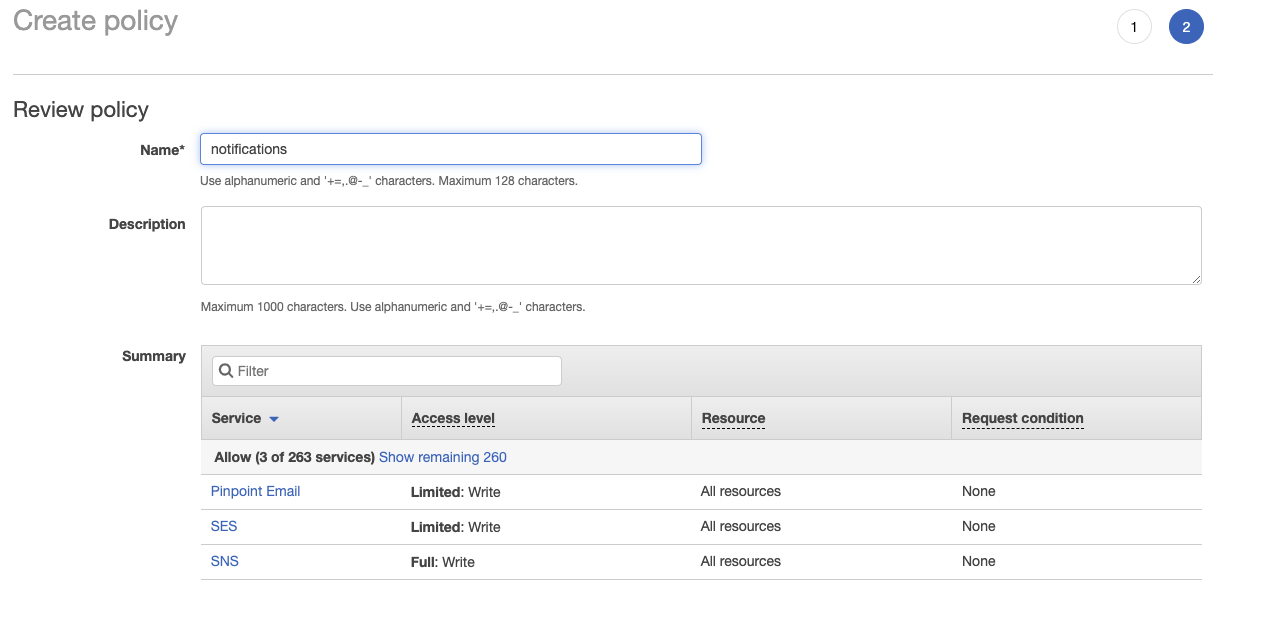 Create policy
1
2
Review policy
Name*
notifications
Use alphanumeric and '+=,.@-_' characters. Maximum 128 characters.
Description
Maximum 1000 characters. Use alphanumeric and '+=,.@-_' characters.
Summary
Filter
Service Access level Resource Request condition
Allow (3 of 263 services) Show remaining 260
Pinpoint Email Limited: Write All resources None
SES Limited: Write All resources None
SNS Full: Write All resources None